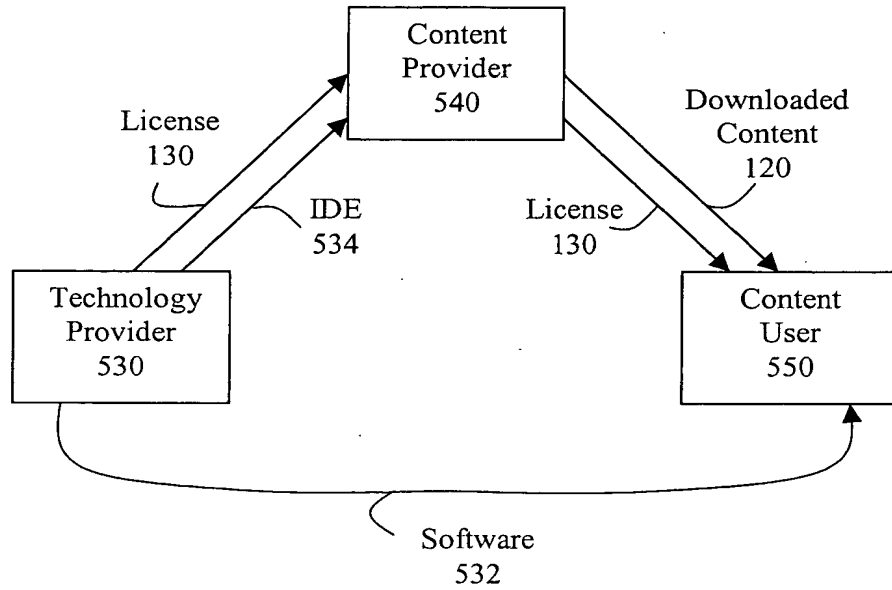 Content
Provider
540
License
130
IDE
534
Downloaded
Content
120
License
130
Technology
Provider
530
Content
User
550
Software
532